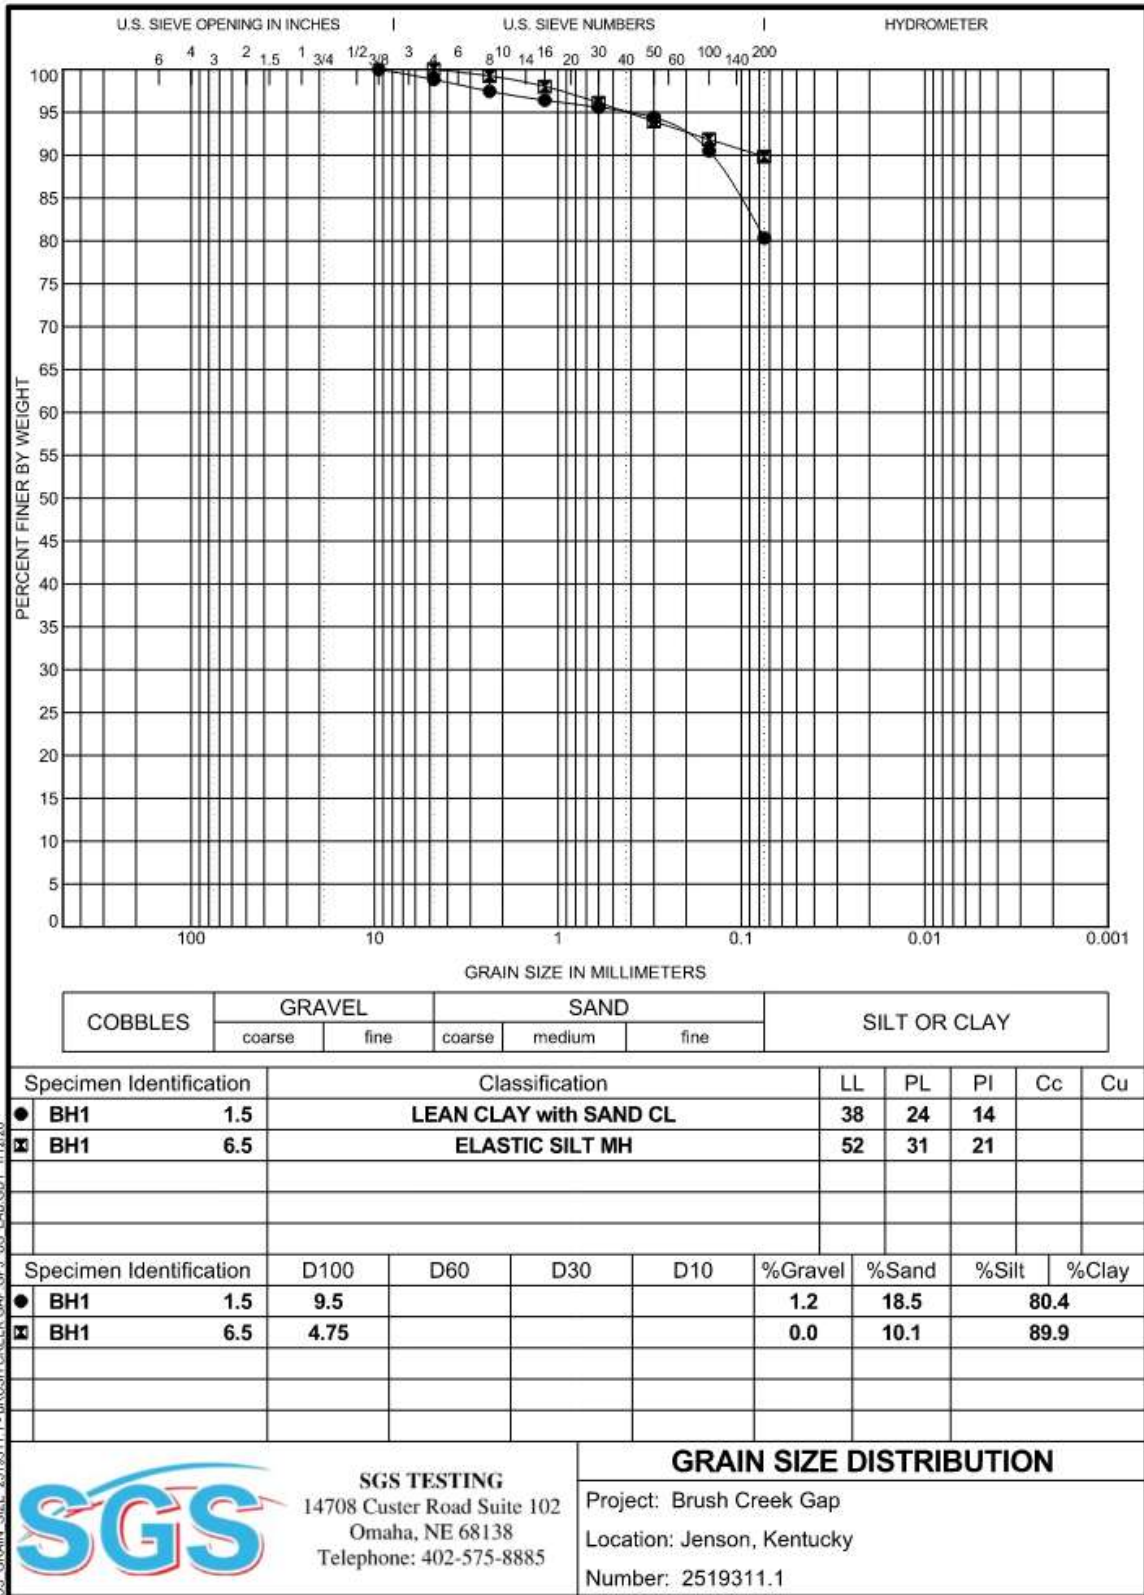 U.S. SIEVE OPENING IN INCHES | U.S. SIEVE NUMBERS | HYDROMETER
6 4 3 2 1.5 1 3/4 1/2 3/8 3 4 6 8 10 14 16 20 30 40 50 60 100 140 200
100
95
90
85
80
75
70
65
60
55
50
45
40
35
30
25
20
15
10
5
0
PERCENT FINER BY WEIGHT
100 10 1 0.1 0.01 0.001
GRAIN SIZE IN MILLIMETERS
COBBLES GRAVEL SAND SILT OR CLAY
coarse fine coarse medium fine
Specimen Identification Classification LL PL PI Cc Cu
BH1 1.5 LEAN CLAY with SAND CL 38 24 14
BH1 6.5 ELASTIC SILT MH 52 31 21
Specimen Identification D100 D60 D30 D10 %Gravel %Sand %Silt %Clay
BH1 1.5 9.5 1.2 18.5 80.4
BH1 6.5 4.75 0.0 10.1 89.9
SGS
SGS TESTING
14708 Custer Road Suite 102
Omaha, NE 68138
Telephone: 402-575-8885
GRAIN SIZE DISTRIBUTION
Project: Brush Creek Gap
Location: Jenson, Kentucky
Number: 2519311.1